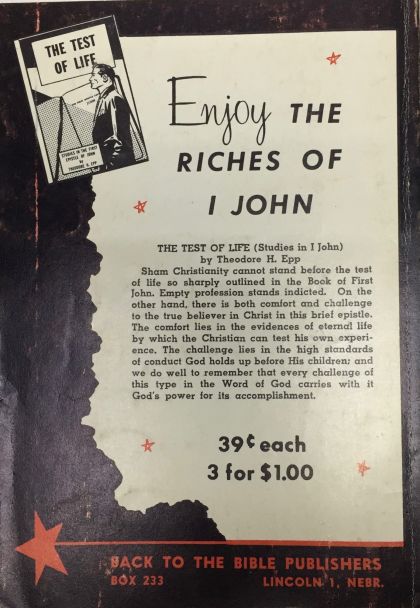 THE TEST
OF LIFE
STUDIES IN THE FIRST
EPISTLE OF JOHN
by
THEODORE H. EPP
Enjoy THE
RICHES OF
I JOHN
THE TEST OF LIFE (Studies in I John)
by Theodore H. Epp
Sham Christianity cannot stand before the test
of life so sharply outlined in the Book of First
John. Empty profession stands indicted. On the
other hand, there is both comfort and challenge
to the true believer in Christ in this brief epistle.
The comfort lies in the evidences of eternal life
by which the Christian can test his own experi-
ence. The challenge lies in the high standards
of conduct God holds up before His children; and
we do well to remember that every challenge of
this type in the Word of God carries with it
God's power for its accomplishment.
39¢ each
3 for $1.00
BACK TO THE BIBLE PUBLISHERS
BOX 233 LINCOLN 1, NEBR.